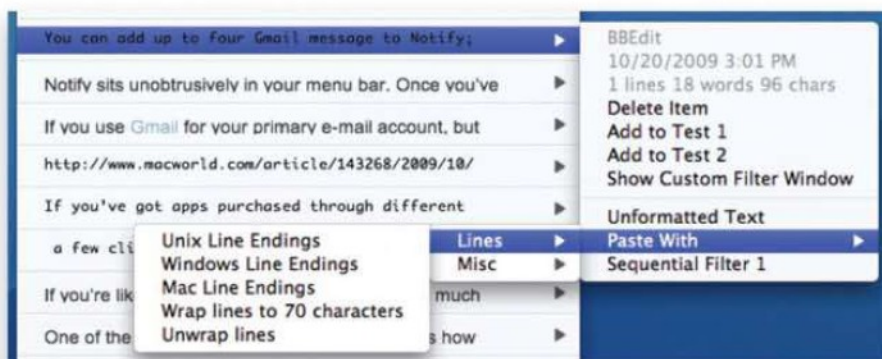 You can add up to four Gmail message to Notify;
Notify sits unobtrusively in your menu bar. Once you've
If you use Gmail for your primary e-mail account, but
http://www.macworld.com/article/143268/2009/10/
If you've got apps purchased through different
a few cli
If you're lik
much
One of the
s how
BBEdit
10/20/2009 3:01 PM
1 lines 18 words 96 chars
Delete Item
Add to Test 1
Add to Test 2
Show Custom Filter Window
Unformatted Text
Paste With
Sequential Filter 1
Lines
Misc
Unix Line Endings
Windows Line Endings
Mac Line Endings
Wrap lines to 70 characters
Unwrap lines